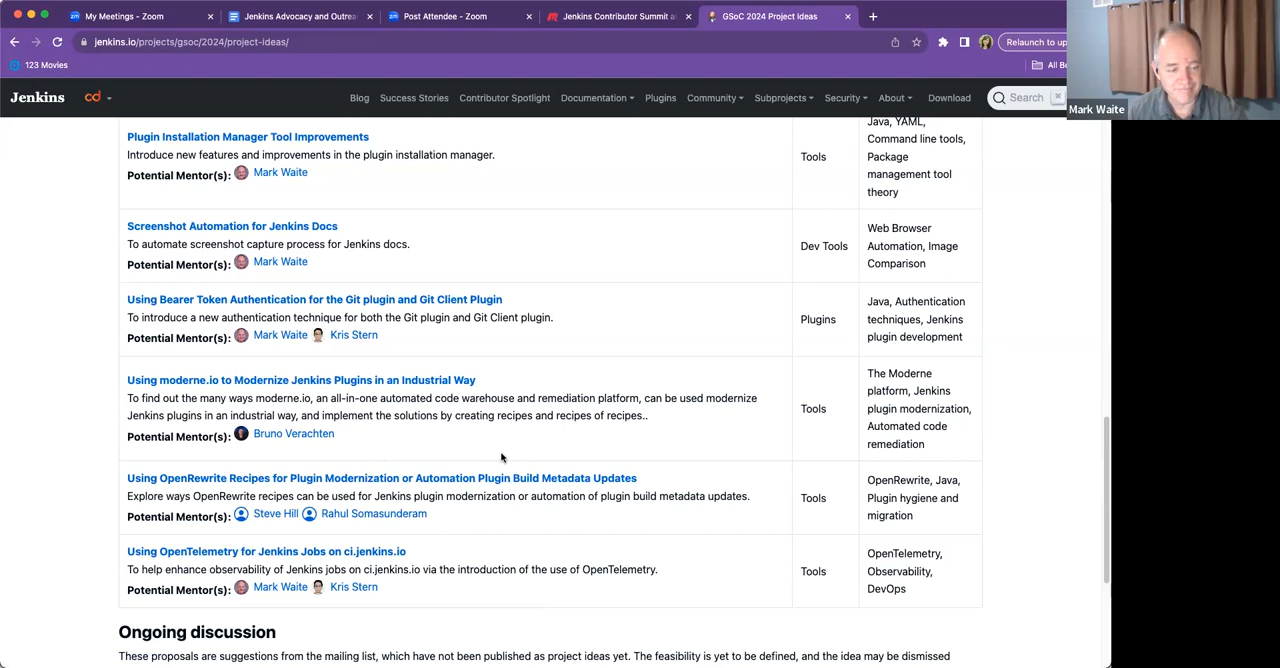 My Meetings - Zoom
Jenkins Advocacy and Outrea
Post Attendee - Zoom
Jenkins Contributor Summit a
GSoC 2024 Project Ideas
jenkins.io/projects/gsoc/2024/project-ideas/
Relaunch to up
123 Movies
All Bo
Mark Waite
Jenkins
cd
Blog
Success Stories
Contributor Spotlight
Documentation
Plugins
Community
Subprojects
Security
About
Download
Search
Plugin Installation Manager Tool Improvements
Introduce new features and improvements in the plugin installation manager.
Potential Mentor(s): Mark Waite
Tools
Java, YAML,
Command line tools,
Package
management tool
theory
Screenshot Automation for Jenkins Docs
To automate screenshot capture process for Jenkins docs.
Potential Mentor(s): Mark Waite
Dev Tools
Web Browser
Automation, Image
Comparison
Using Bearer Token Authentication for the Git plugin and Git Client Plugin
To introduce a new authentication technique for both the Git plugin and Git Client plugin.
Potential Mentor(s): Mark Waite Kris Stern
Plugins
Java, Authentication
techniques, Jenkins
plugin development
Using moderne.io to Modernize Jenkins Plugins in an Industrial Way
To find out the many ways moderne.io, an all-in-one automated code warehouse and remediation platform, can be used modernize
Jenkins plugins in an industrial way, and implement the solutions by creating recipes and recipes of recipes..
Potential Mentor(s): Bruno Verachten
Tools
The Moderne
platform, Jenkins
plugin modernization,
Automated code
remediation
Using OpenRewrite Recipes for Plugin Modernization or Automation Plugin Build Metadata Updates
Explore ways OpenRewrite recipes can be used for Jenkins plugin modernization or automation of plugin build metadata updates.
Potential Mentor(s): Steve Hill Rahul Somasunderam
Tools
OpenRewrite, Java,
Plugin hygiene and
migration
Using OpenTelemetry for Jenkins Jobs on ci.jenkins.io
To help enhance observability of Jenkins jobs on ci.jenkins.io via the introduction of the use of OpenTelemetry.
Potential Mentor(s): Mark Waite Kris Stern
Tools
OpenTelemetry,
Observability,
DevOps
Ongoing discussion
These proposals are suggestions from the mailing list, which have not been published as project ideas yet. The feasibility is yet to be defined, and the idea may be dismissed